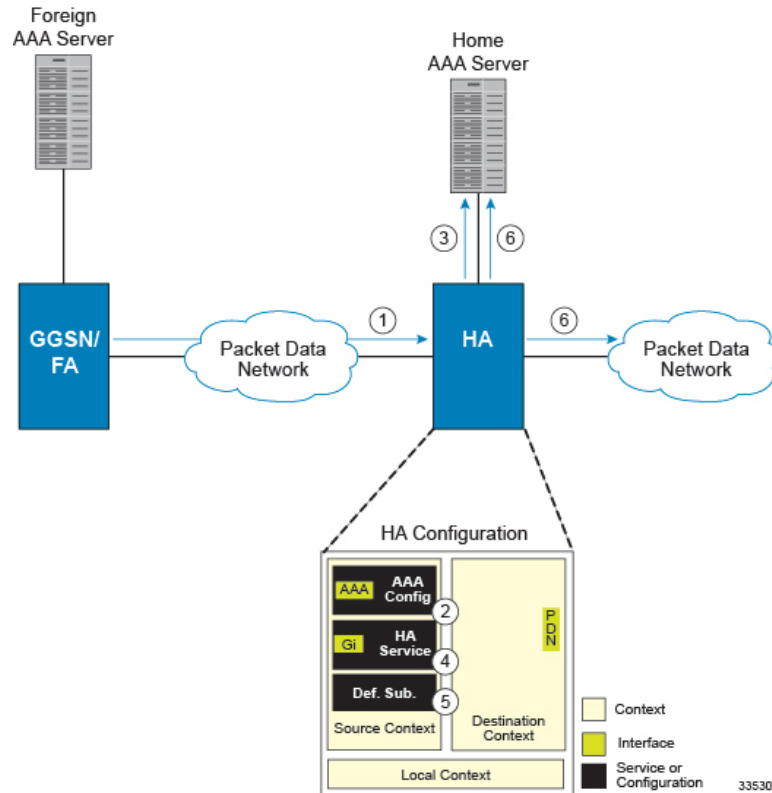 Foreign
AAA Server
Home
AAA Server
3
6
GGSN/
FA
Packet Data
Network
1
HA
6
Packet Data
Network
HA Configuration
AAA
AAA
Config
2
Gi
HA
Service
4
Def. Sub.
5
Source Context
PDN
Destination
Context
Local Context
Context
Interface
Service or
Configuration
33530